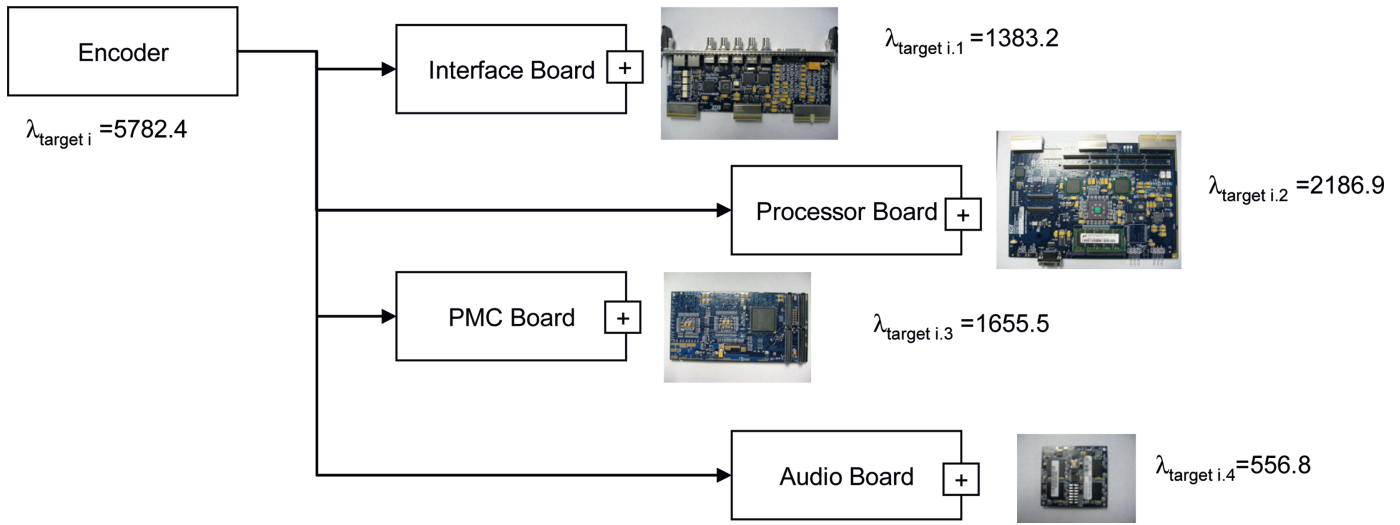 Encoder
λtarget i =5782.4
Interface Board
+
λtarget i.1 =1383.2
Processor Board
+
λtarget i.2 =2186.9
PMC Board
+
λtarget i.3 =1655.5
Audio Board
+
λtarget i.4=556.8